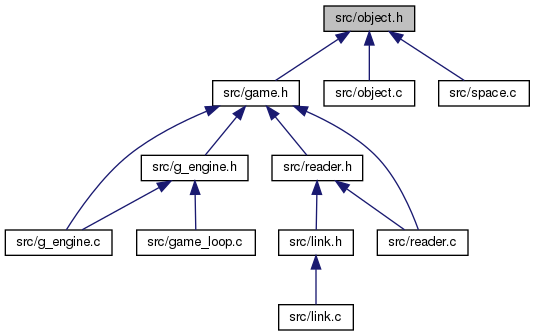 src/object.h
src/game.h
src/object.c
src/space.c
src/g_engine.h
src/reader.h
src/g_engine.c
src/game_loop.c
src/link.h
src/reader.c
src/link.c